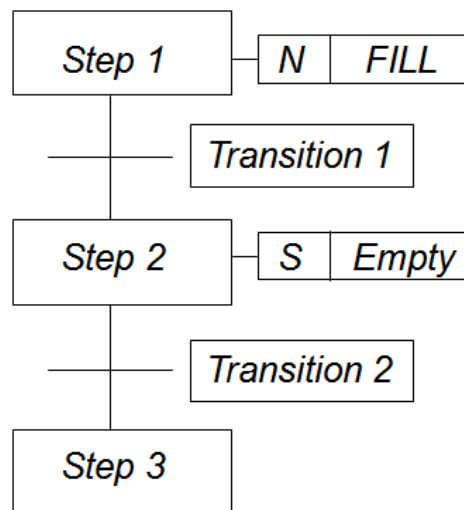 Step 1 N FILL
Transition 1
Step 2 S Empty
Transition 2
Step 3